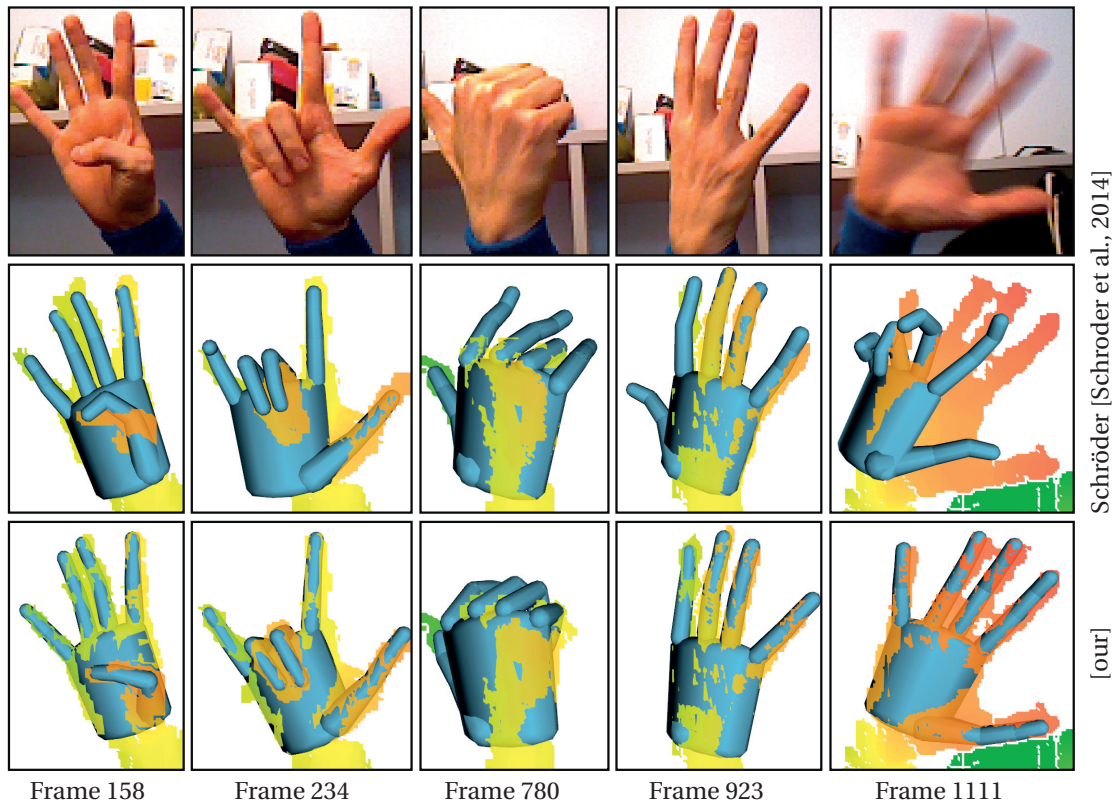 Schröder [Schroder et al., 2014]
[our]
Frame 158
Frame 234
Frame 780
Frame 923
Frame 1111